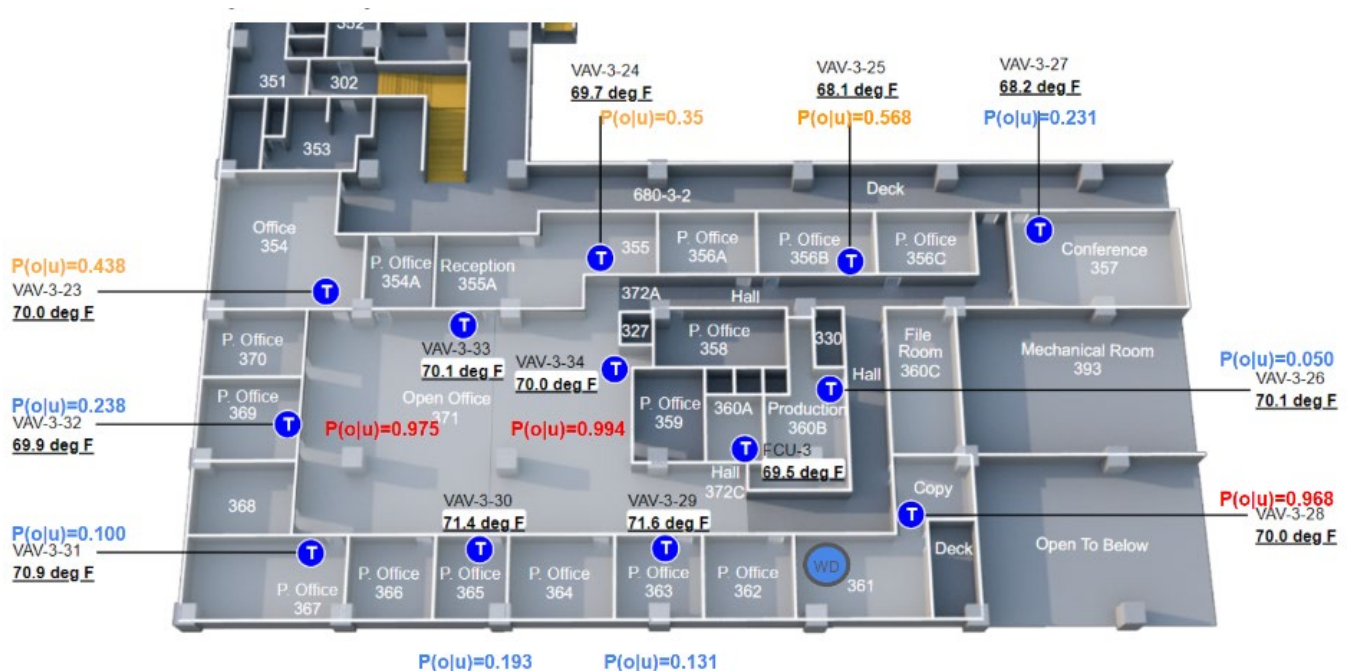 352
351
302
353
VAV-3-24
69.7 deg F
P(o|u)=0.35
VAV-3-25
68.1 deg F
P(o|u)=0.568
VAV-3-27
68.2 deg F
P(o|u)=0.231
680-3-2
Deck
Office
354
P. Office
354A
Reception
355A
355
P. Office
356A
P. Office
356B
P. Office
356C
Conference
357
T
T
T
T
P(o|u)=0.438
VAV-3-23
70.0 deg F
372A
Hall
P. Office
370
T
VAV-3-33
70.1 deg F
327
P. Office
358
330
File
Room
360C
Mechanical Room
393
VAV-3-34
70.0 deg F
T
Hall
T
P(o|u)=0.050
VAV-3-26
70.1 deg F
P(o|u)=0.238
VAV-3-32
69.9 deg F
369
T
Open Office
371
P. Office
359
360A
Production
360B
P(o|u)=0.975
P(o|u)=0.994
T
FCU-3
69.5 deg F
Hall
372C
368
VAV-3-30
71.4 deg F
VAV-3-29
71.6 deg F
Copy
T
P(o|u)=0.968
VAV-3-28
70.0 deg F
P(o|u)=0.100
VAV-3-31
70.9 deg F
T
P. Office
367
P. Office
366
T
P. Office
365
P. Office
364
T
P. Office
363
P. Office
362
WD
361
Deck
Open To Below
P(o|u)=0.193
P(o|u)=0.131